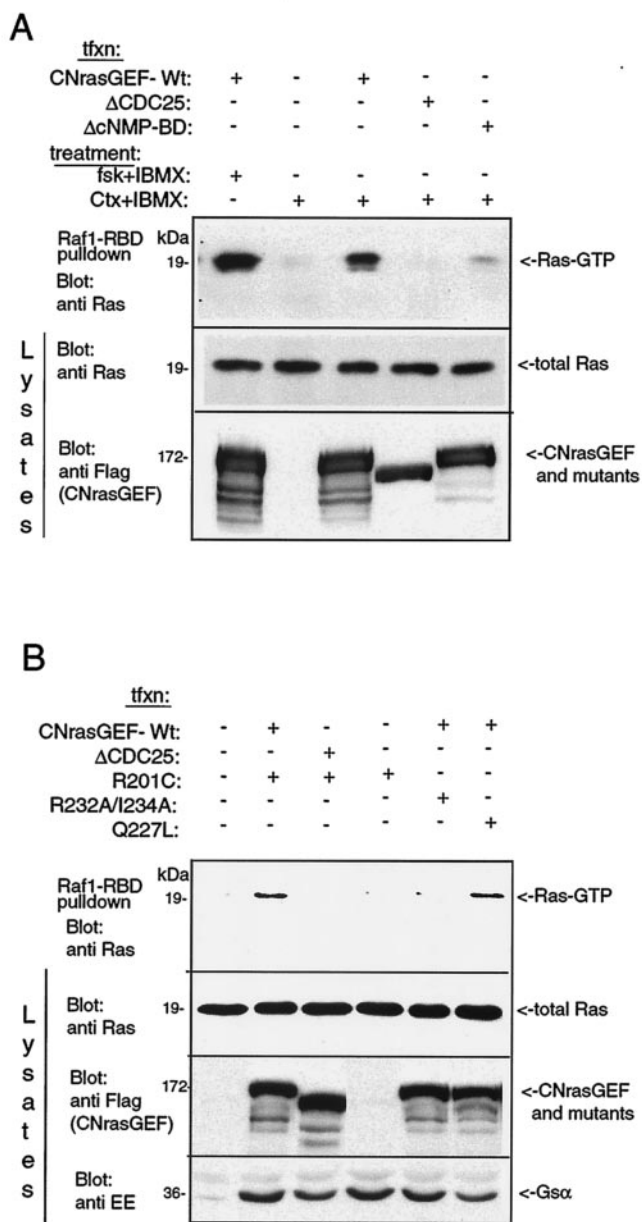 A
tfxn:
CNrasGEF- Wt: + - + - -
ΔCDC25: - - - + -
ΔcNMP-BD: - - - - +
treatment:
fsk+IBMX: + - - - -
Ctx+IBMX: - + + + +
Raf1-RBD pulldown
kDa
19-
<-Ras-GTP
Blot:
anti Ras
Lysates
Blot:
anti Ras
19-
<-total Ras
Blot:
anti Flag
(CNrasGEF)
172-
<-CNrasGEF
and mutants
B
tfxn:
CNrasGEF- Wt: - + - - + +
ΔCDC25: - - + - - -
R201C: - + + + - -
R232A/I234A: - - - - + -
Q227L: - - - - - +
Raf1-RBD
pulldown
kDa
19-
<-Ras-GTP
Blot:
anti Ras
Lysates
Blot:
anti Ras
19-
<-total Ras
Blot:
anti Flag
(CNrasGEF)
172-
<-CNrasGEF
and mutants
Blot:
anti EE
36-
<-Gsα